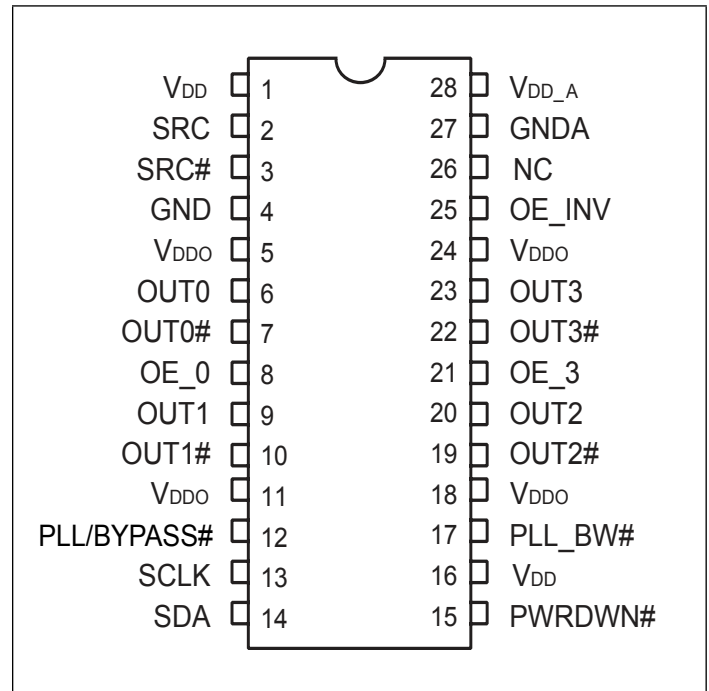 VDD 1 28 VDD_A
SRC 2 27 GNDA
SRC# 3 26 NC
GND 4 25 OE_INV
VDDO 5 24 VDDO
OUT0 6 23 OUT3
OUT0# 7 22 OUT3#
OE_0 8 21 OE_3
OUT1 9 20 OUT2
OUT1# 10 19 OUT2#
VDDO 11 18 VDDO
PLL/BYPASS# 12 17 PLL_BW#
SCLK 13 16 VDD
SDA 14 15 PWRDWN#